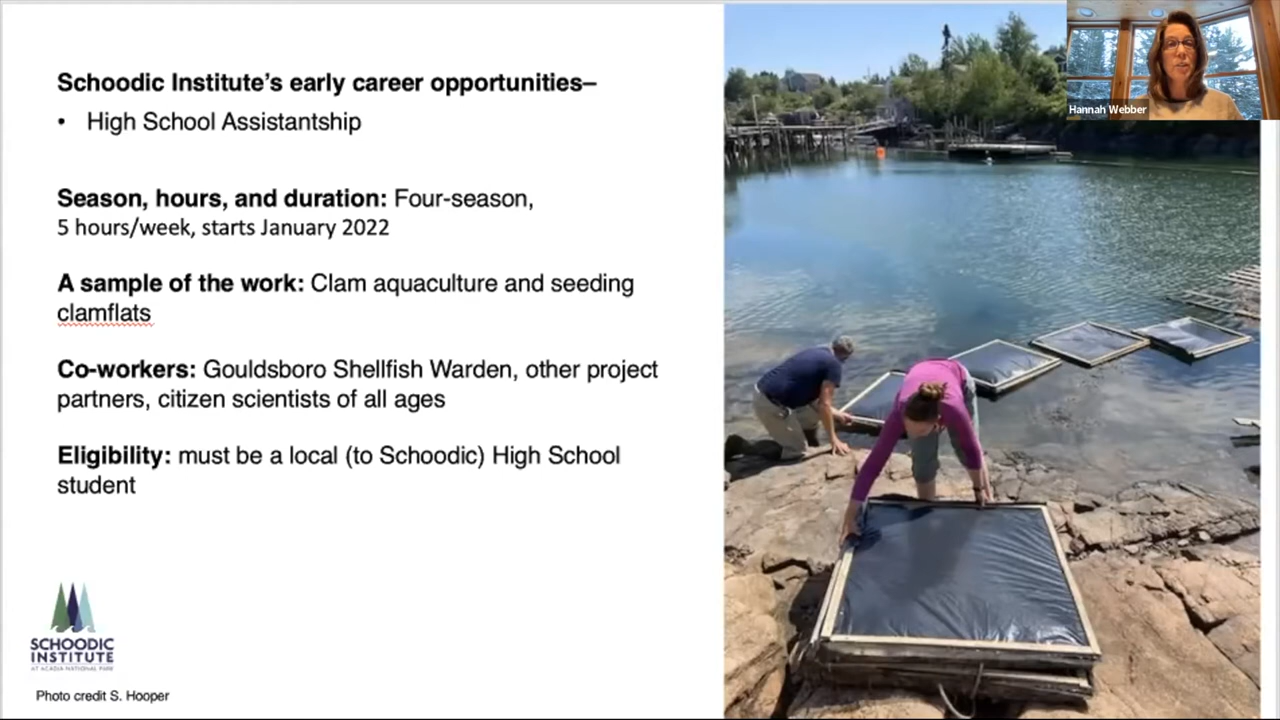 Schoodic Institute's early career opportunities–
• High School Assistantship
Season, hours, and duration: Four-season,
5 hours/week, starts January 2022
A sample of the work: Clam aquaculture and seeding
clamflats
Co-workers: Gouldsboro Shellfish Warden, other project
partners, citizen scientists of all ages
Eligibility: must be a local (to Schoodic) High School
student
SCHOODIC
INSTITUTE
AT ACADIA NATIONAL PARK
Photo credit S. Hooper
Hannah Webber